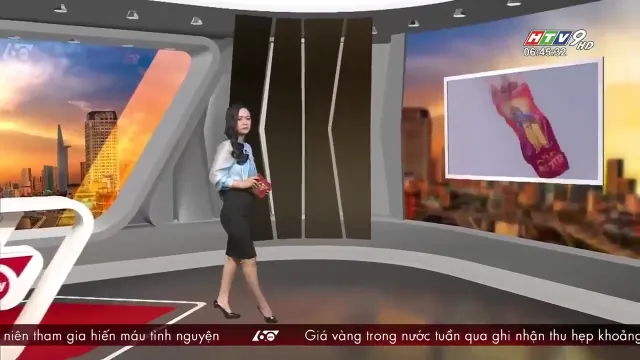 HTV9 HD
06:45:32
niên tham gia hiến máu tình nguyện 60 Giá vàng trong nước tuần qua ghi nhận thu hẹp khoảng